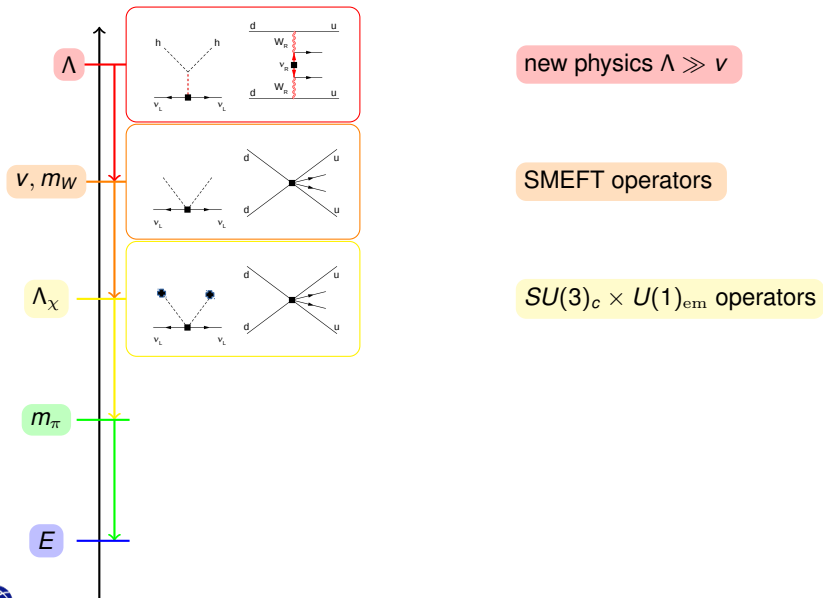 h h d u
W_R
ν_R
W_R
ν_L ν_L d u
Λ
new physics Λ ≫ v
d u
v, m_W
SMEFT operators
ν_L ν_L d u
d u
Λ_χ
SU(3)_c × U(1)_em operators
ν_L ν_L d u
m_π
E